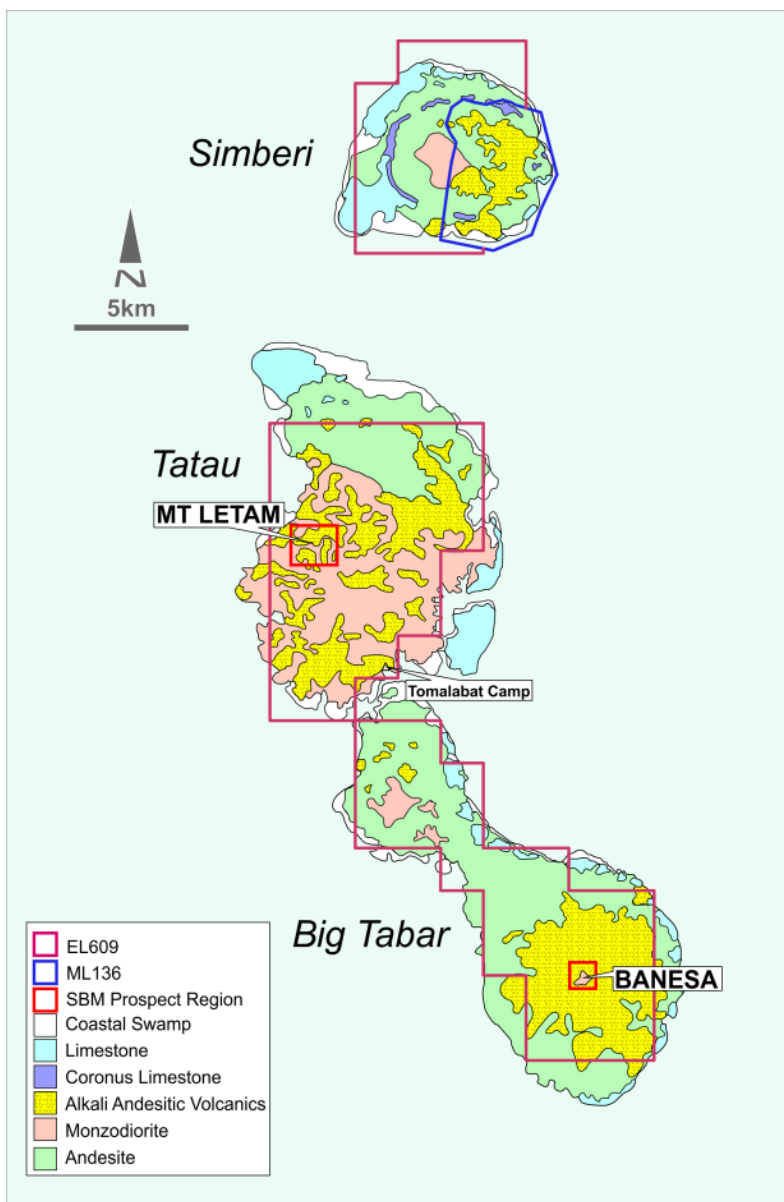 Simberi
N
5km
Tatau
MT LETAM
Tomalabat Camp
Big Tabar
BANESA
EL609
ML136
SBM Prospect Region
Coastal Swamp
Limestone
Coronus Limestone
Alkali Andesitic Volcanics
Monzodiorite
Andesite